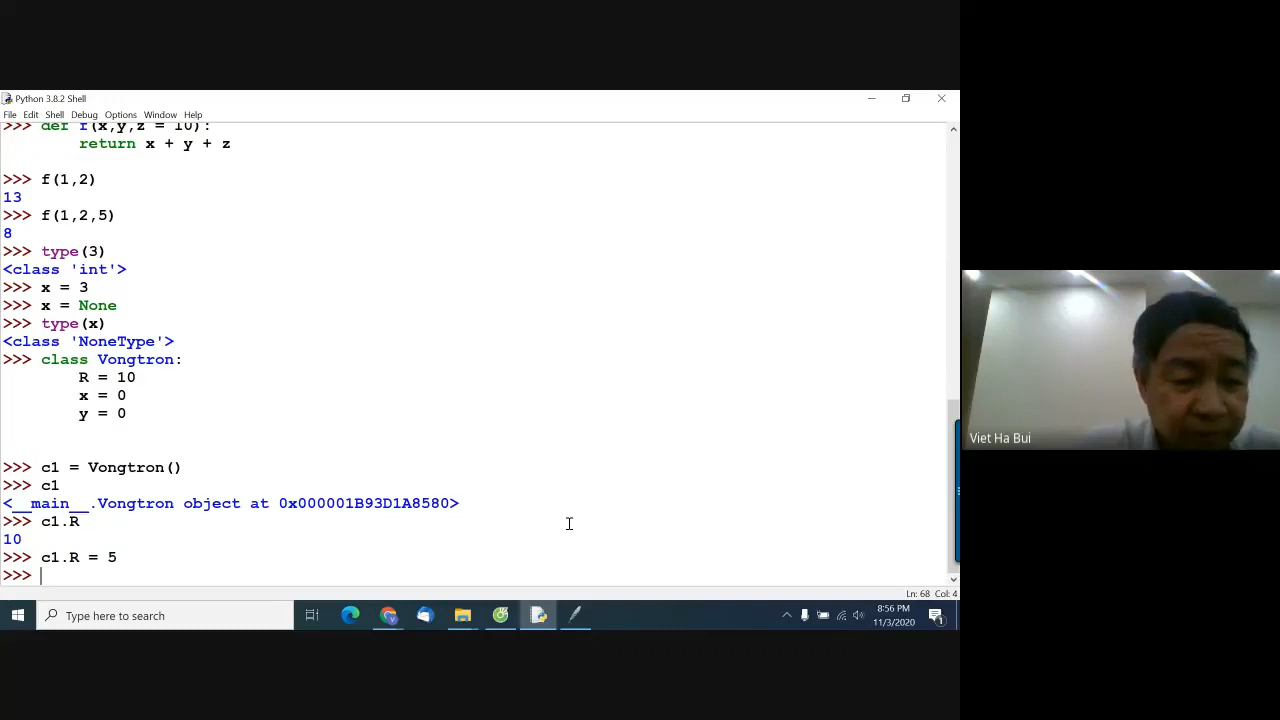 Python 3.8.2 Shell
File Edit Shell Debug Options Window Help
>>> def f(x,y,z = 10):
return x + y + z
>>> f(1,2)
13
>>> f(1,2,5)
8
>>> type(3)
<class 'int'>
>>> x = 3
>>> x = None
>>> type(x)
<class 'NoneType'>
>>> class Vongtron:
R = 10
x = 0
y = 0
>>> c1 = Vongtron()
>>> c1
<__main__.Vongtron object at 0x000001B93D1A8580>
>>> c1.R
10
>>> c1.R = 5
>>>
Ln: 68 Col: 4
Type here to search
8:56 PM
11/3/2020
1
Viet Ha Bui